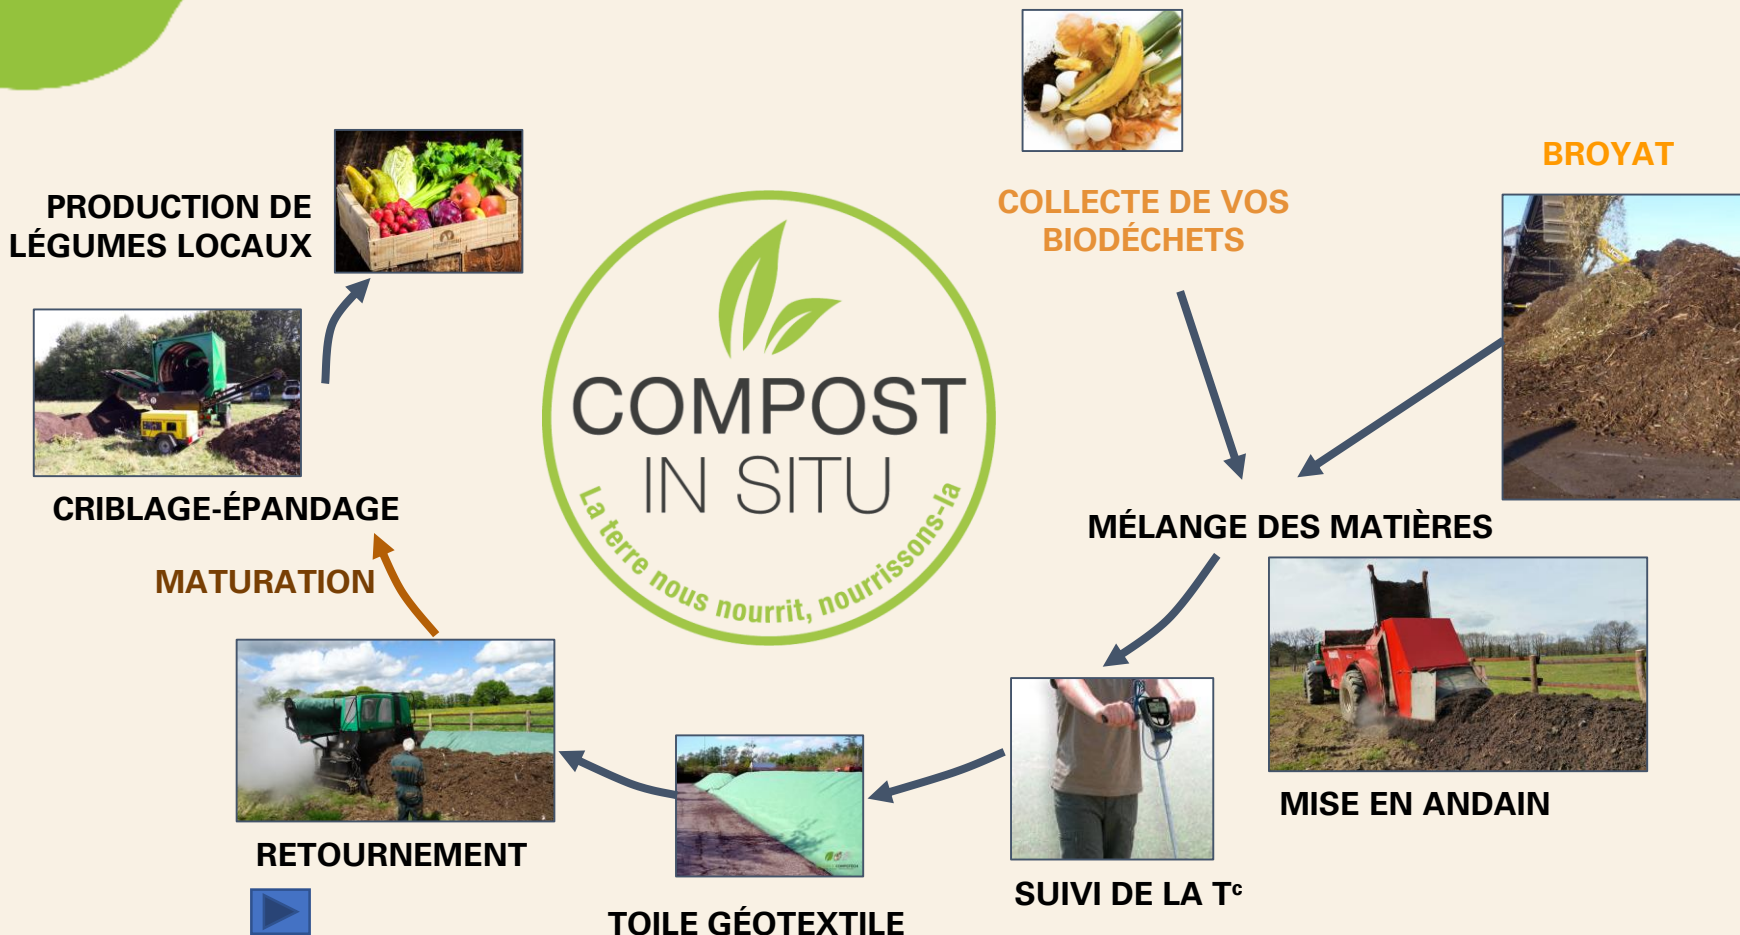 COLLECTE DE VOS
BIODÉCHETS
BROYAT
MÉLANGE DES MATIÈRES
MISE EN ANDAIN
SUIVI DE LA Tᶜ
TOILE GÉOTEXTILE
RETOURNEMENT
MATURATION
CRIBLAGE-ÉPANDAGE
PRODUCTION DE
LÉGUMES LOCAUX
COMPOST
IN SITU
La terre nous nourrit, nourrissons-la